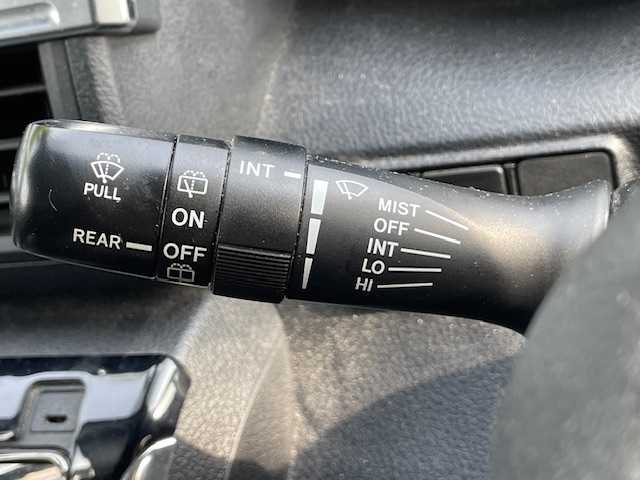 PULL
REAR
ON
OFF
INT
MIST
OFF
INT
LO
HI